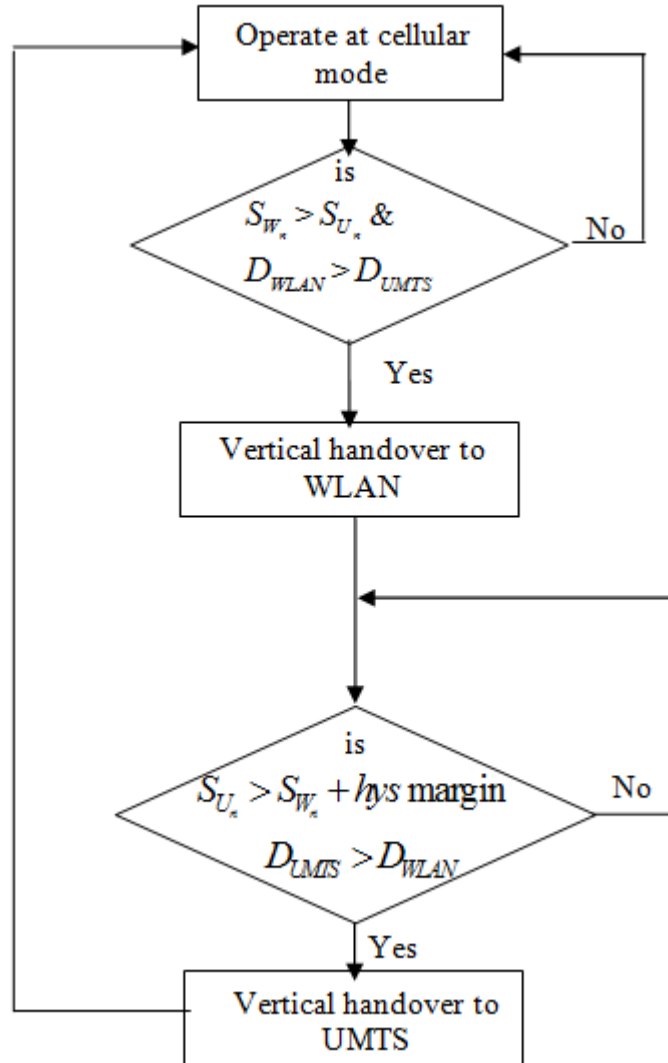 Operate at cellular
mode
is
S_{W_n} > S_{U_n} &
D_{WLAN} > D_{UMTS}
No
Yes
Vertical handover to
WLAN
is
S_{U_n} > S_{W_n} + hys margin
No
D_{UMTS} > D_{WLAN}
Yes
Vertical handover to
UMTS